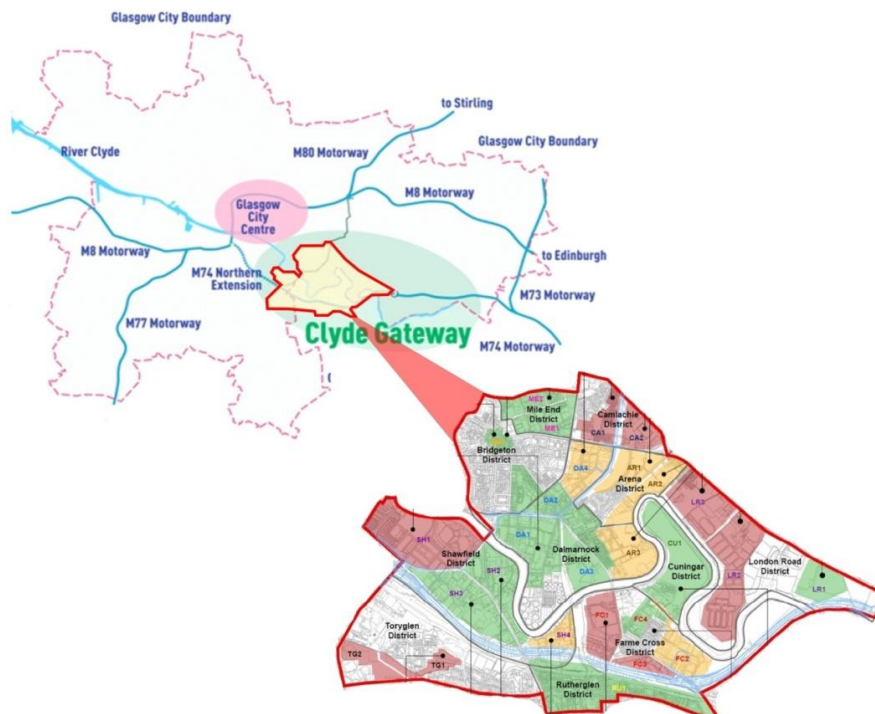 Glasgow City Boundary
to Stirling
River Clyde
M80 Motorway
Glasgow City Boundary
M8 Motorway
Glasgow
City
Centre
M8 Motorway
to Edinburgh
M74 Northern
Extension
M73 Motorway
M77 Motorway
Clyde Gateway
M74 Motorway
(
ME2
Mile End
District
ME1
Camlachie
District
CA1
CA2
Bridgeton
District
DA4
AR1
Arena
District
AR2
DA2
LR3
DA1
SH1
Shawfield
District
Dalmarnock
District
AR3
CU1
Cuningar
District
London Road
District
SH2
DA3
LR2
LR1
SH3
Toryglen
District
FC1
FC4
Farme Cross
District
SH4
TG2
TG1
FC3
FC2
Rutherglen
District
RU1